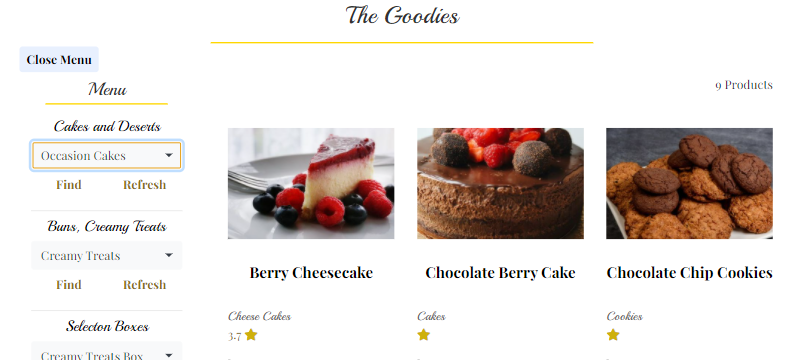 The Goodies
Close Menu
Menu
9 Products
Cakes and Deserts
Occasion Cakes
Find Refresh
Buns, Creamy Treats
Creamy Treats
Find Refresh
Selecton Boxes
Creamy Treats Box
Berry Cheesecake
Cheese Cakes
3.7
Chocolate Berry Cake
Cakes
Chocolate Chip Cookies
Cookies